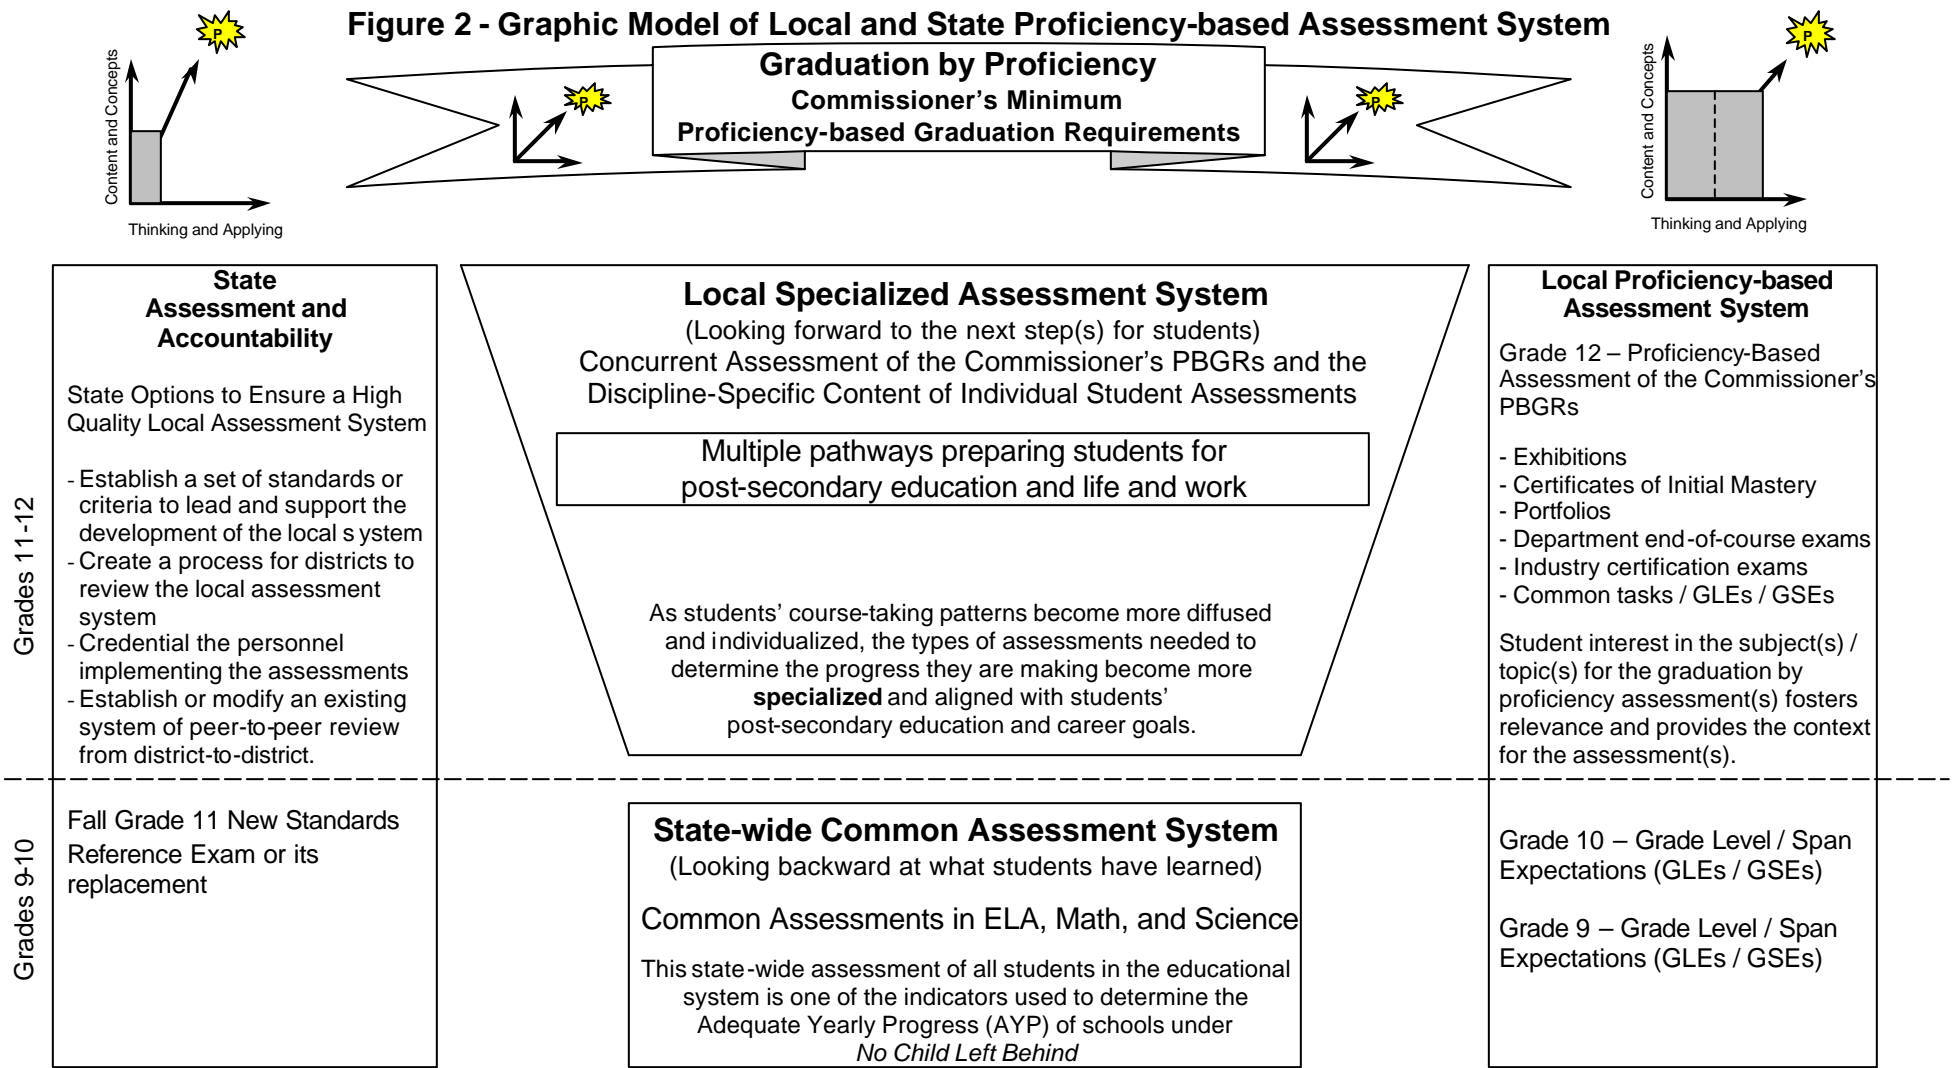 Figure 2 - Graphic Model of Local and State Proficiency-based Assessment System
P
Content and Concepts
Thinking and Applying
P
Graduation by Proficiency
Commissioner's Minimum
Proficiency-based Graduation Requirements
P
P
Content and Concepts
Thinking and Applying
Grades 11-12
State
Assessment and
Accountability
State Options to Ensure a High
Quality Local Assessment System
- Establish a set of standards or
criteria to lead and support the
development of the local s ystem
- Create a process for districts to
review the local assessment
system
- Credential the personnel
implementing the assessments
- Establish or modify an existing
system of peer-to-peer review
from district-to-district.
Local Specialized Assessment System
(Looking forward to the next step(s) for students)
Concurrent Assessment of the Commissioner's PBGRs and the
Discipline-Specific Content of Individual Student Assessments
Multiple pathways preparing students for
post-secondary education and life and work
As students' course-taking patterns become more diffused
and individualized, the types of assessments needed to
determine the progress they are making become more
specialized and aligned with students'
post-secondary education and career goals.
Local Proficiency-based
Assessment System
Grade 12 – Proficiency-Based
Assessment of the Commissioner's
PBGRs
- Exhibitions
- Certificates of Initial Mastery
- Portfolios
- Department end-of-course exams
- Industry certification exams
- Common tasks / GLEs / GSEs
Student interest in the subject(s) /
topic(s) for the graduation by
proficiency assessment(s) fosters
relevance and provides the context
for the assessment(s).
Grades 9-10
Fall Grade 11 New Standards
Reference Exam or its
replacement
State-wide Common Assessment System
(Looking backward at what students have learned)
Common Assessments in ELA, Math, and Science
This state-wide assessment of all students in the educational
system is one of the indicators used to determine the
Adequate Yearly Progress (AYP) of schools under
No Child Left Behind
Grade 10 – Grade Level / Span
Expectations (GLEs / GSEs)
Grade 9 – Grade Level / Span
Expectations (GLEs / GSEs)